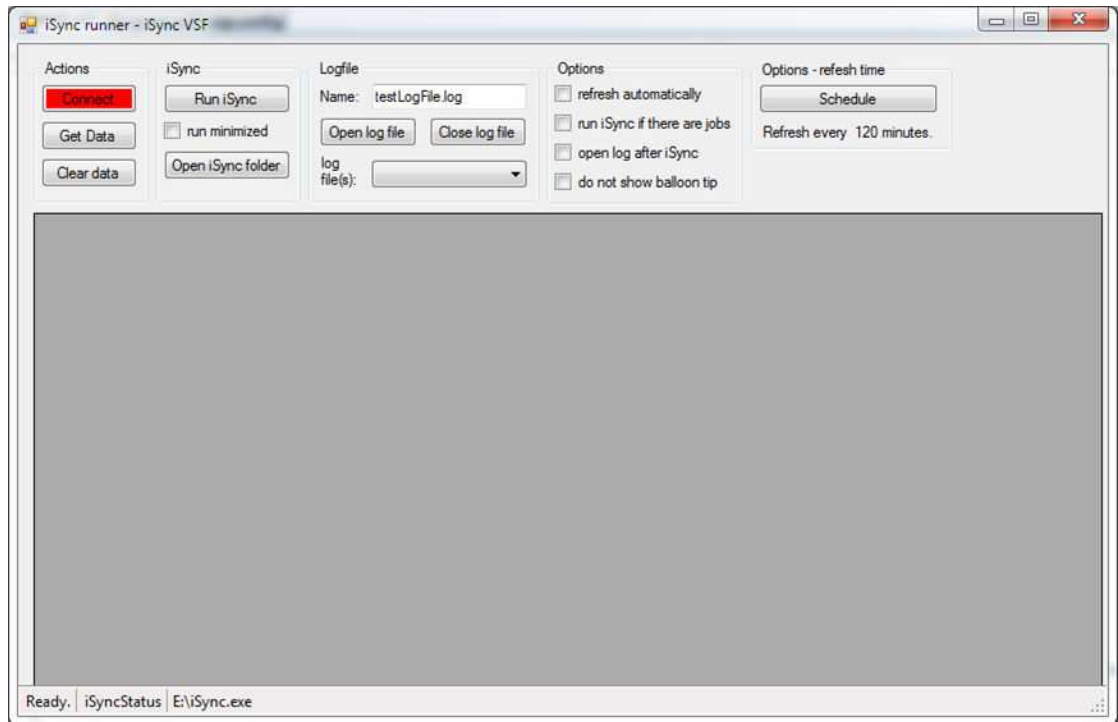 iSync runner - iSync VSF
Actions
Connect
Get Data
Clear data
iSync
Run iSync
run minimized
Open iSync folder
Logfile
Name: testLogFile.log
Open log file Close log file
log
file(s):
Options
refresh automatically
run iSync if there are jobs
open log after iSync
do not show balloon tip
Options - refesh time
Schedule
Refresh every 120 minutes.
Ready. iSyncStatus E:\iSync.exe